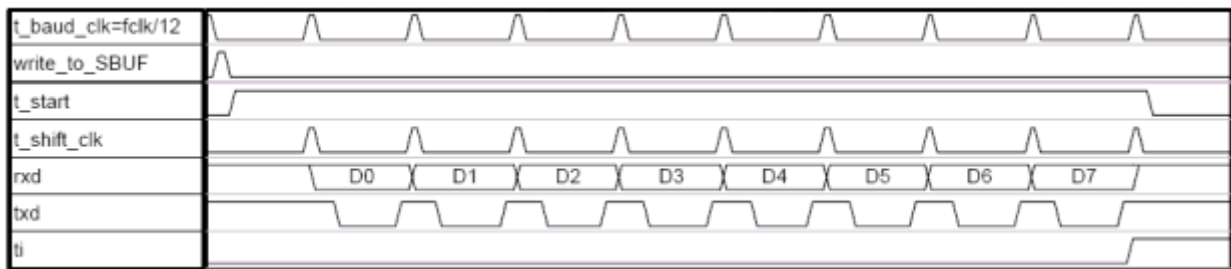 t_baud_clk=fclk/12
write_to_SBUF
t_start
t_shift_clk
rxd D0 D1 D2 D3 D4 D5 D6 D7
txd
ti